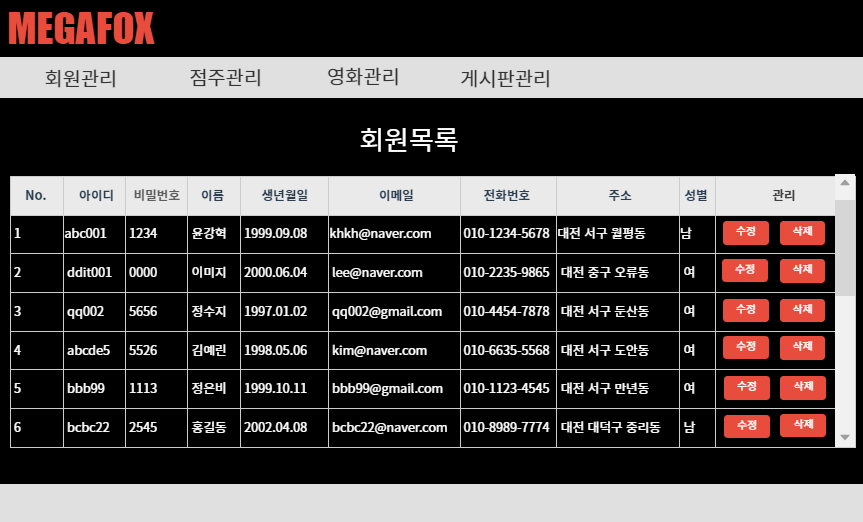 MEGAFOX
회원관리 점주관리 영화관리 게시판관리
회원목록
No. 아이디 비밀번호 이름 생년월일 이메일 전화번호 주소 성별 관리
1 abc001 1234 윤강혁 1999.09.08 khkh@naver.com 010-1234-5678 대전 서구 월평동 남 수정 삭제
2 ddit001 0000 이미지 2000.06.04 lee@naver.com 010-2235-9865 대전 중구 오류동 여 수정 삭제
3 qq002 5656 정수지 1997.01.02 qq002@gmail.com 010-4454-7878 대전 서구 둔산동 여 수정 삭제
4 abcde5 5526 김예린 1998.05.06 kim@naver.com 010-6635-5568 대전 서구 도안동 여 수정 삭제
5 bbb99 1113 정은비 1999.10.11 bbb99@gmail.com 010-1123-4545 대전 서구 만년동 여 수정 삭제
6 bcbc22 2545 홍길동 2002.04.08 bcbc22@naver.com 010-8989-7774 대전 대덕구 중리동 남 수정 삭제